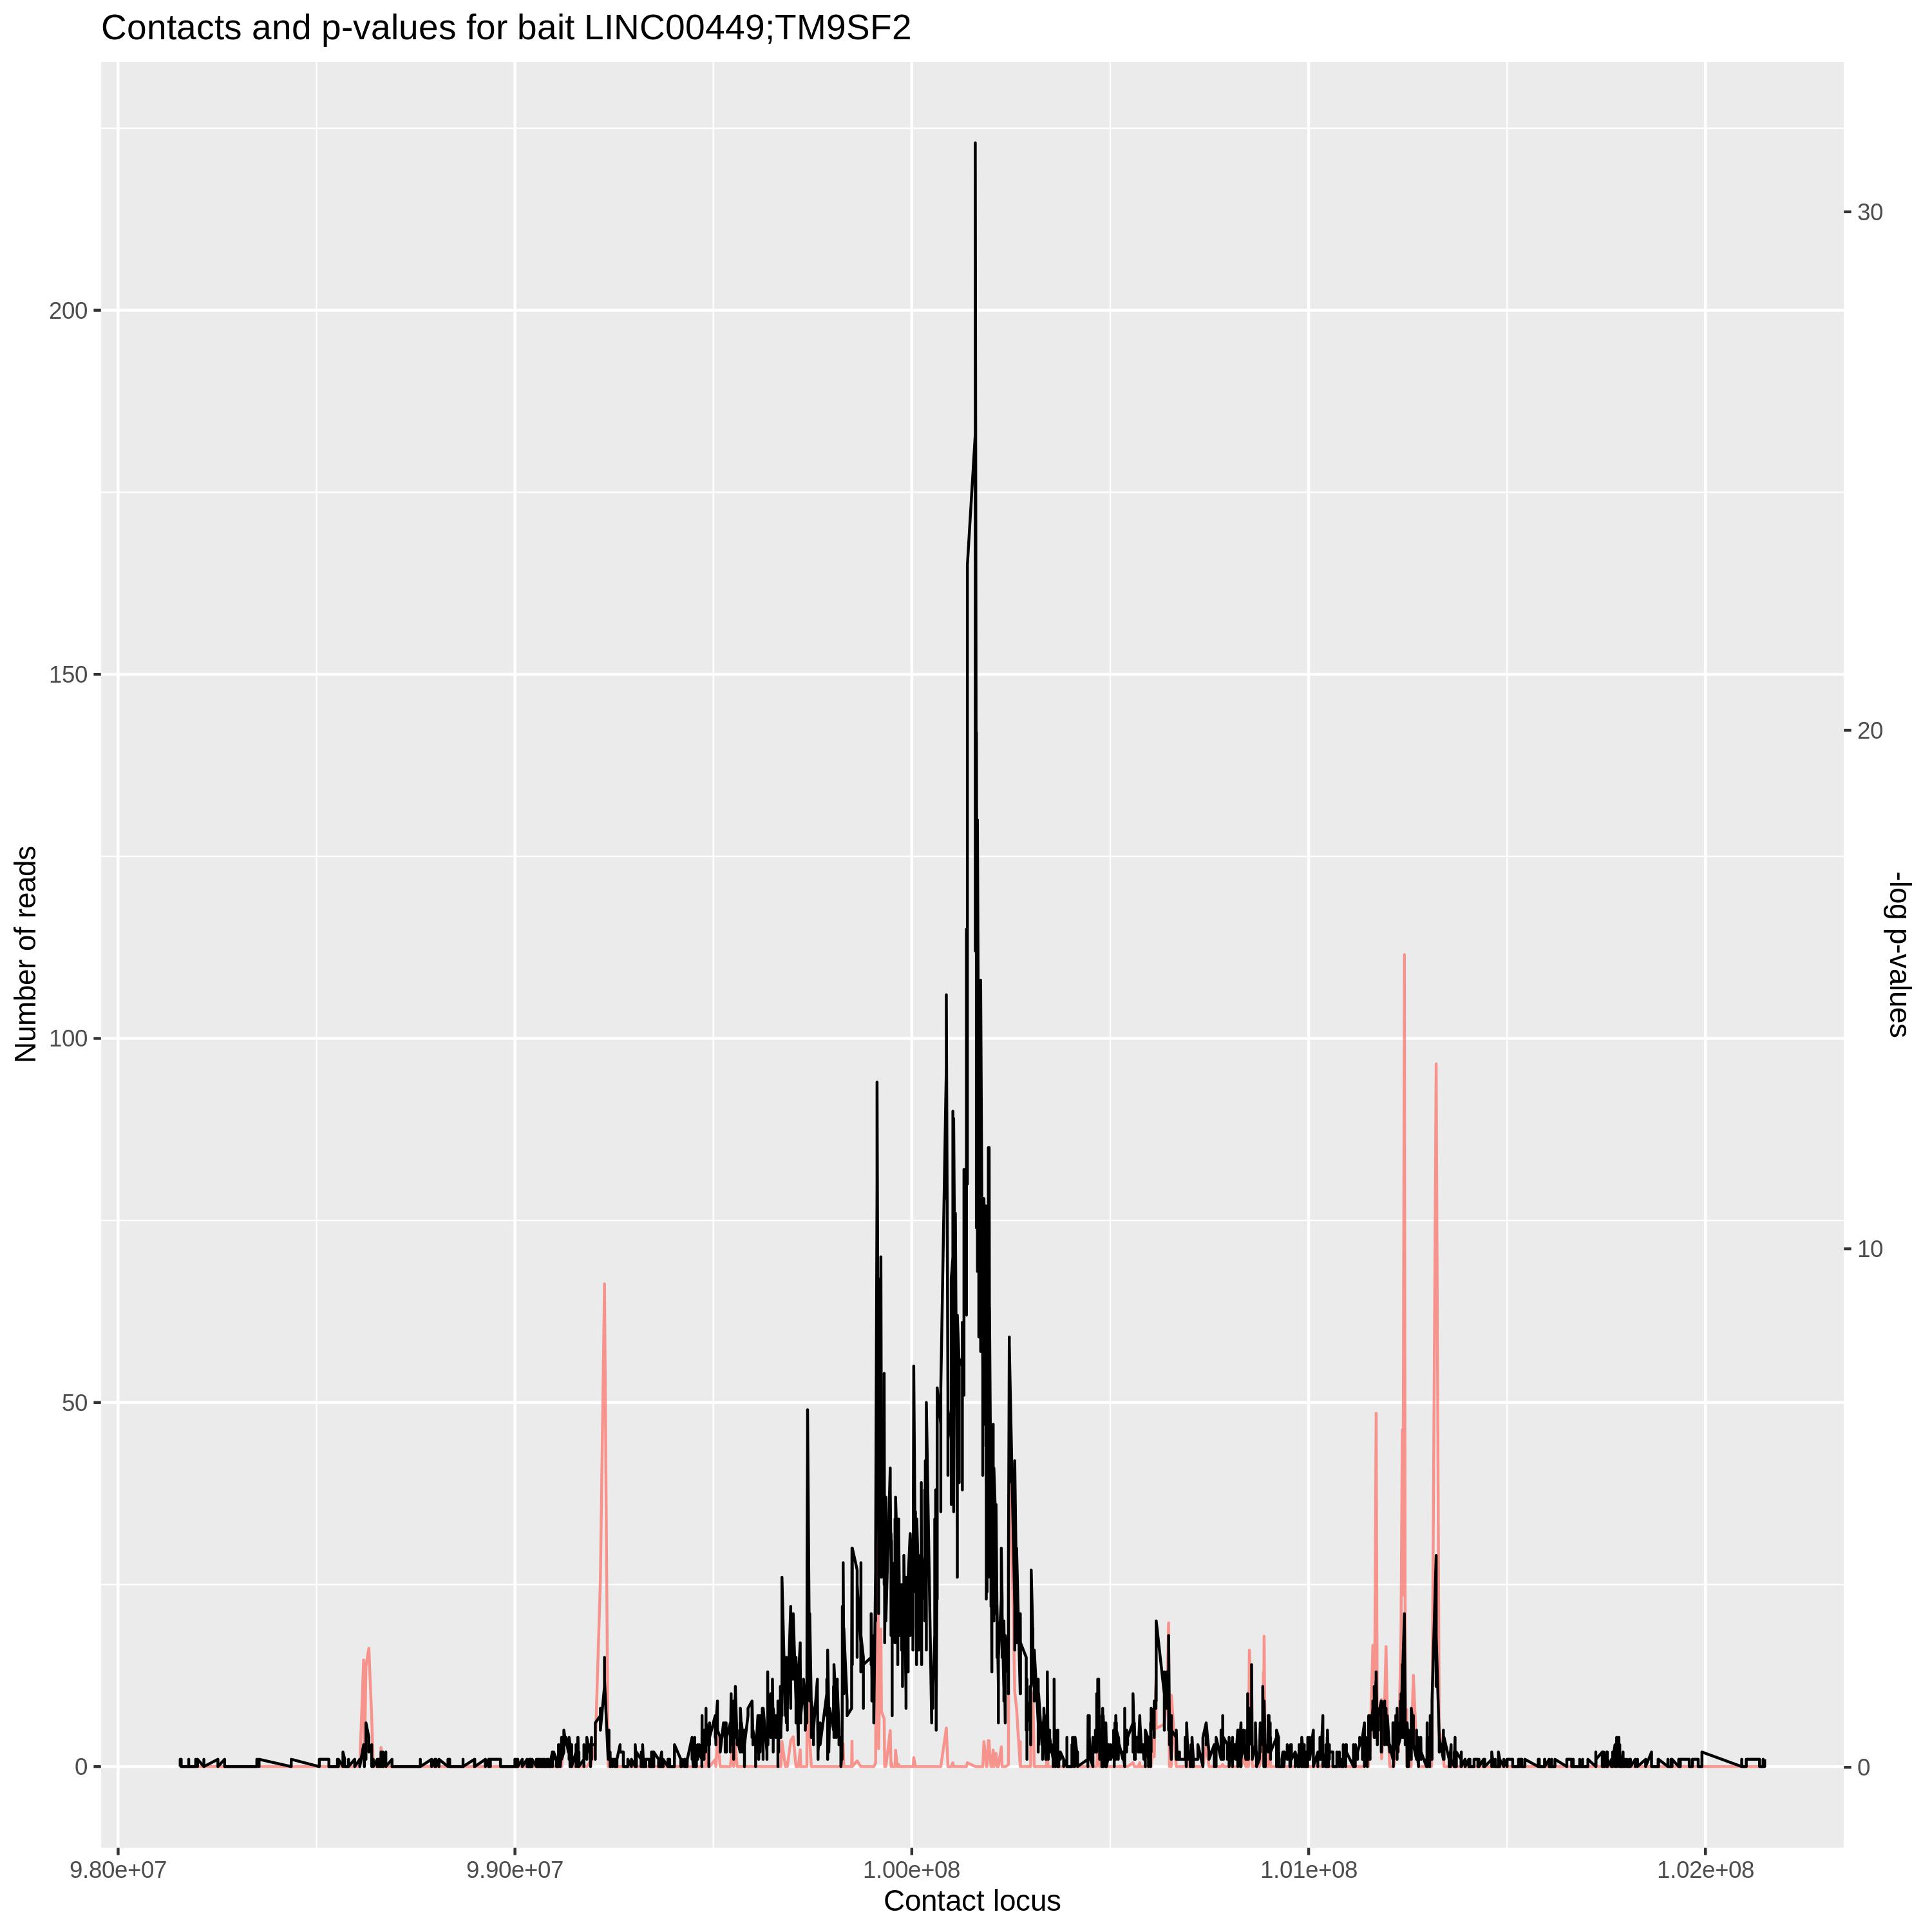 Contacts and p-values for bait LINC00449;TM9SF2
200
150
100
50
0
30
20
10
0
Number of reads
-log p-values
9.80e+07
9.90e+07
1.00e+08
1.01e+08
1.02e+08
Contact locus